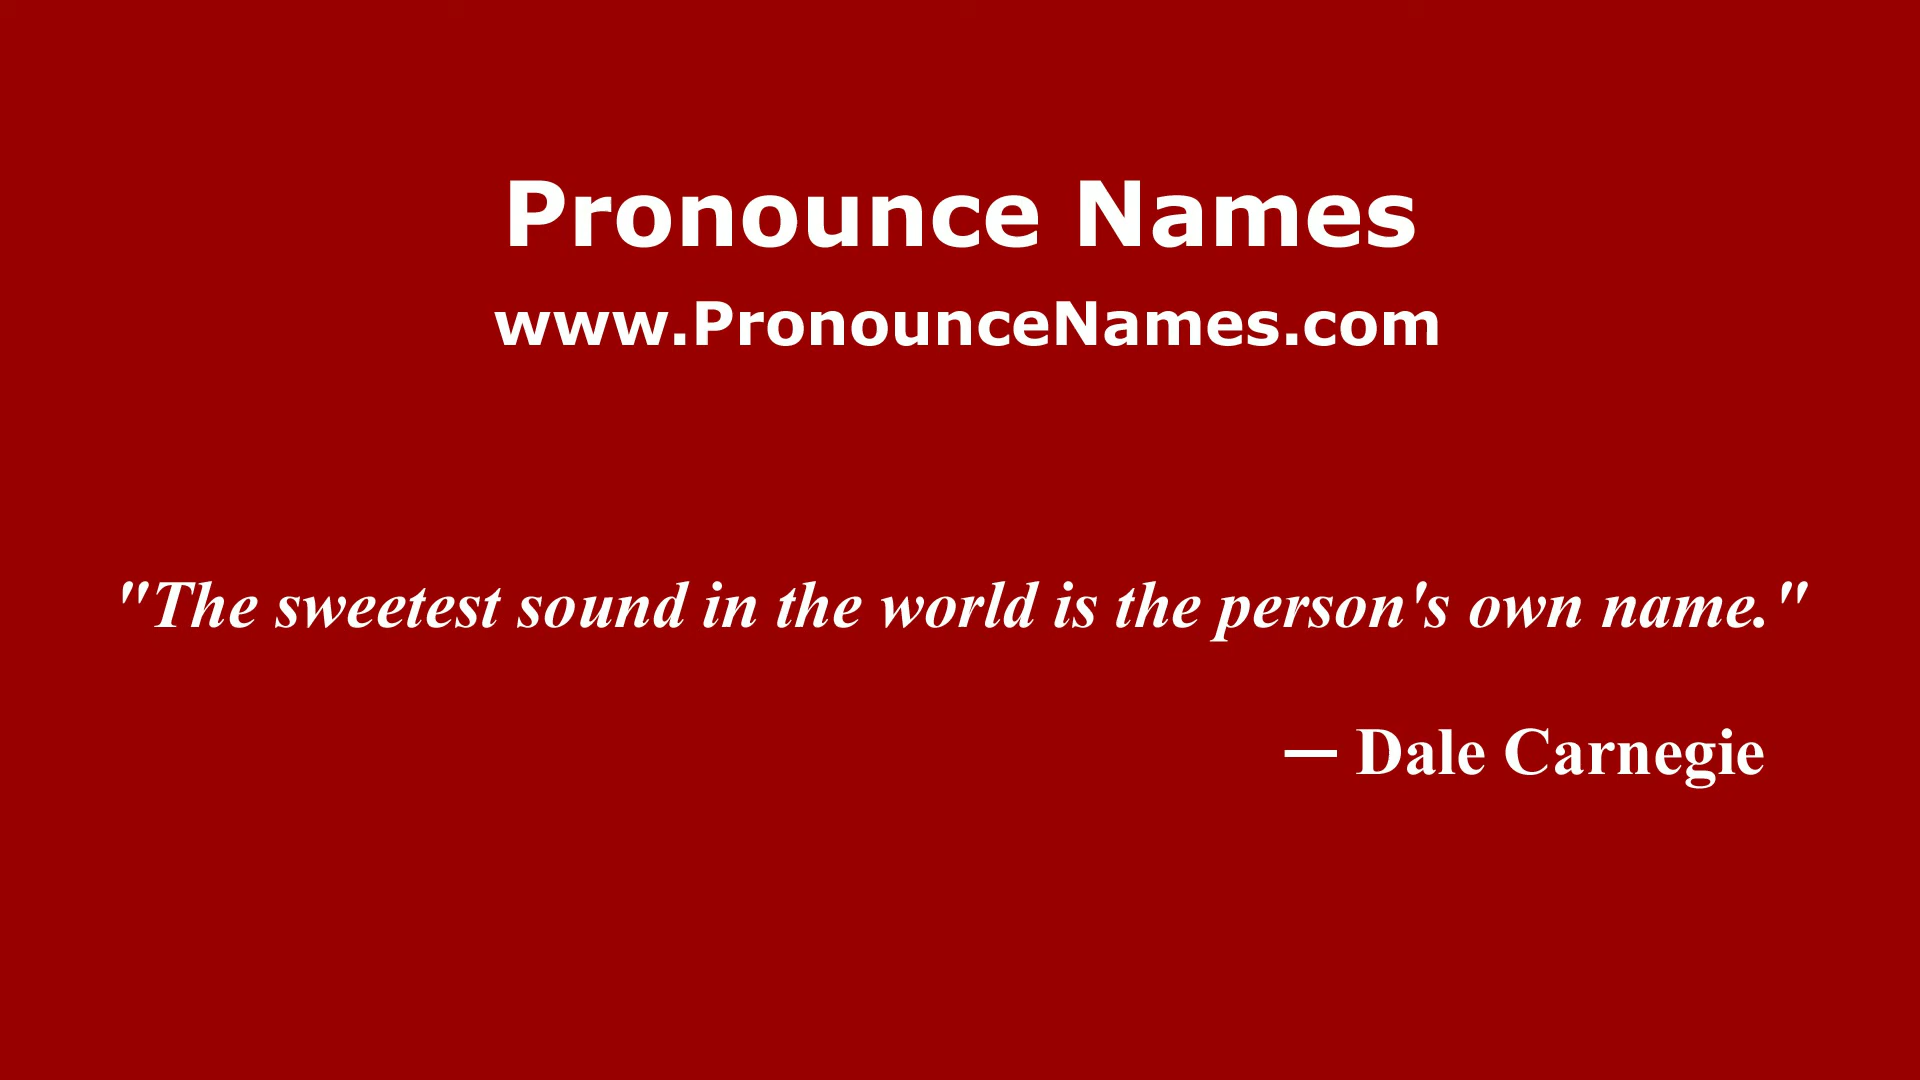 Pronounce Names
www.PronounceNames.com
"The sweetest sound in the world is the person's own name."
— Dale Carnegie